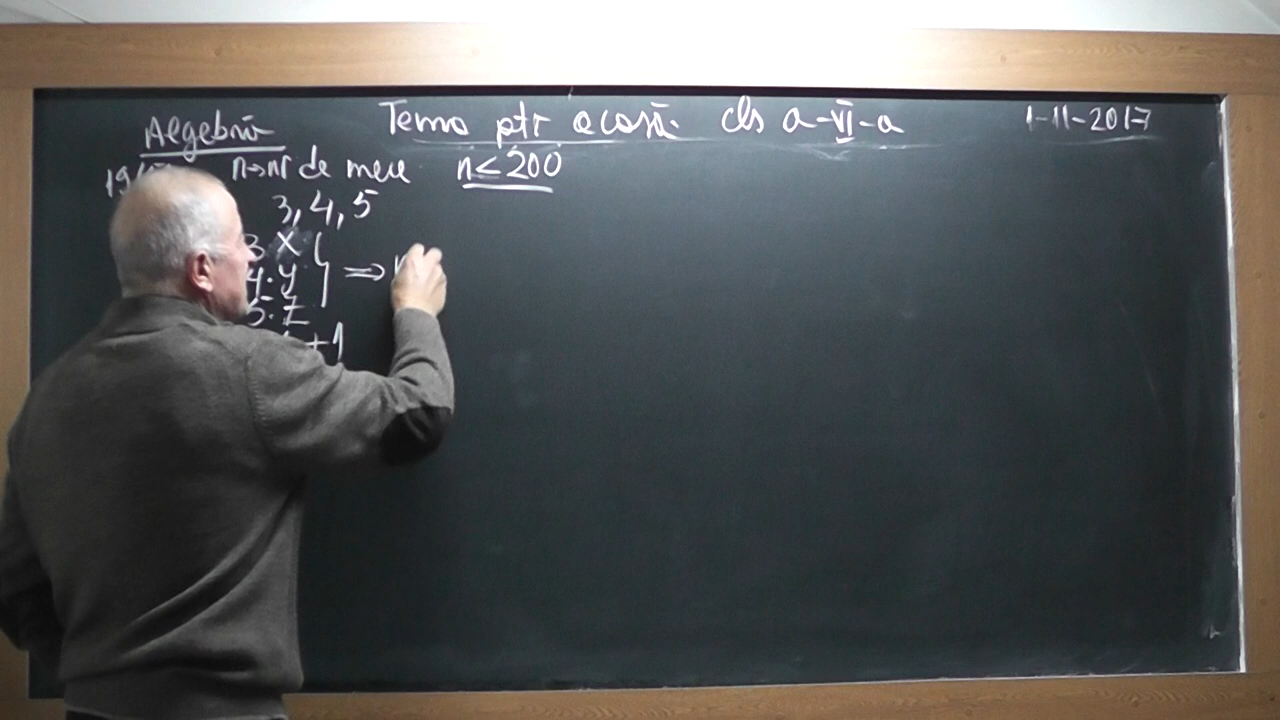 Algebră Tema ptr acasă cls a-VI-a 1-11-2017
n→nr de mere n≤200
3, 4, 5
3 x
4·y ⇒
5·z
+1